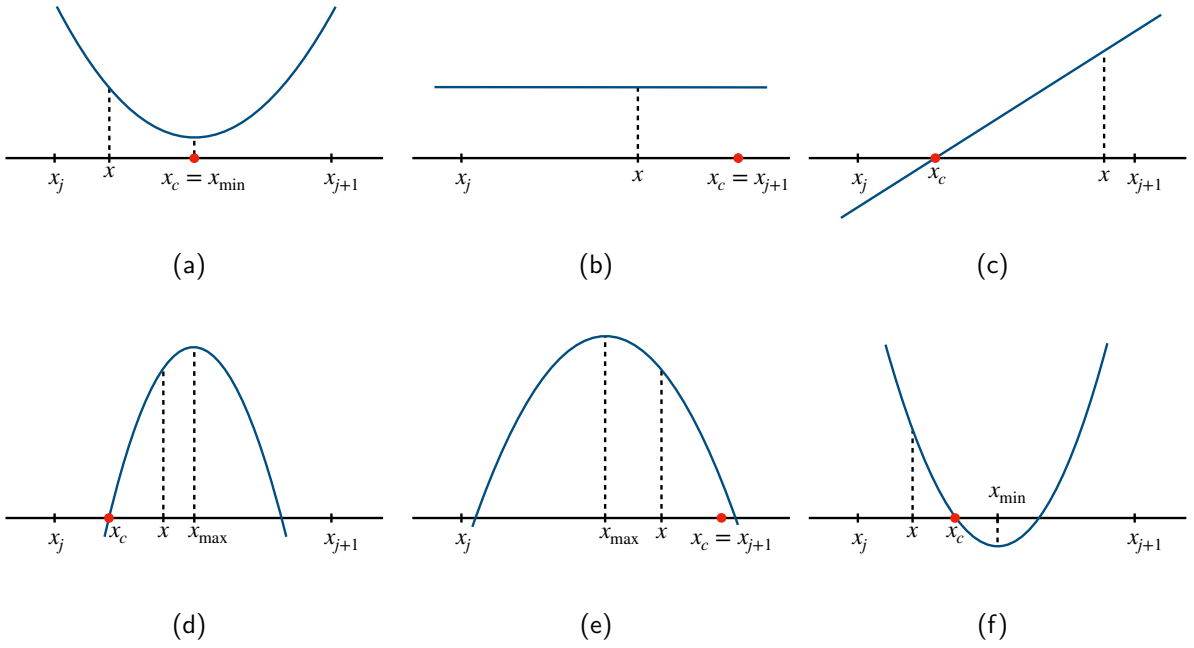 x_j x x_c = x_min x_{j+1}
x_j x x_c = x_{j+1}
x_j x_c x x_{j+1}
(a)
(b)
(c)
x_min
x_j x_c x x_max x_{j+1}
x_j x_max x x_c = x_{j+1}
x_j x x_c x_{j+1}
(d)
(e)
(f)